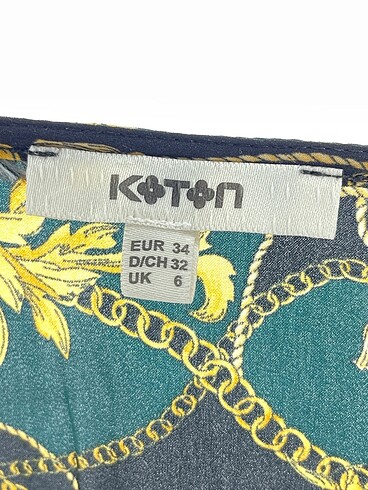 KOTON
EUR 34
D/CH 32
UK 6